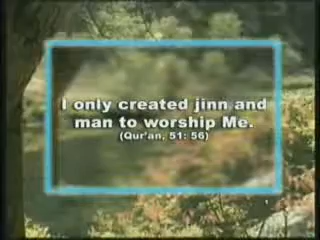 I only created jinn and
man to worship Me.
(Qur'an, 51: 56)